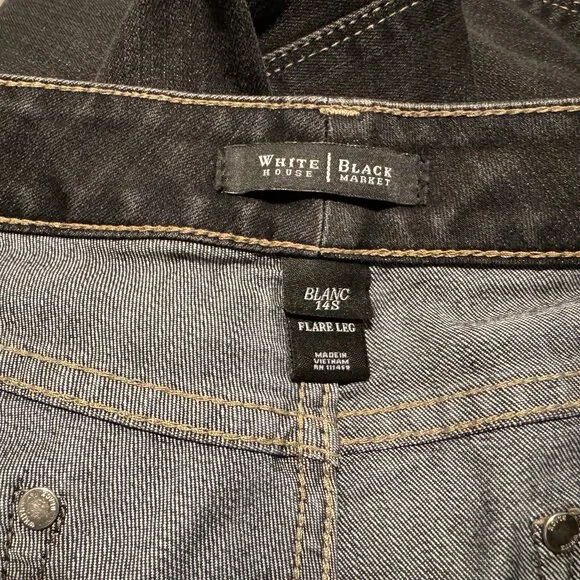 WHITE | BLACK
HOUSE | MARKET
BLANC
14S
FLARE LEG
MADE IN
VIETNAM
RN 111459